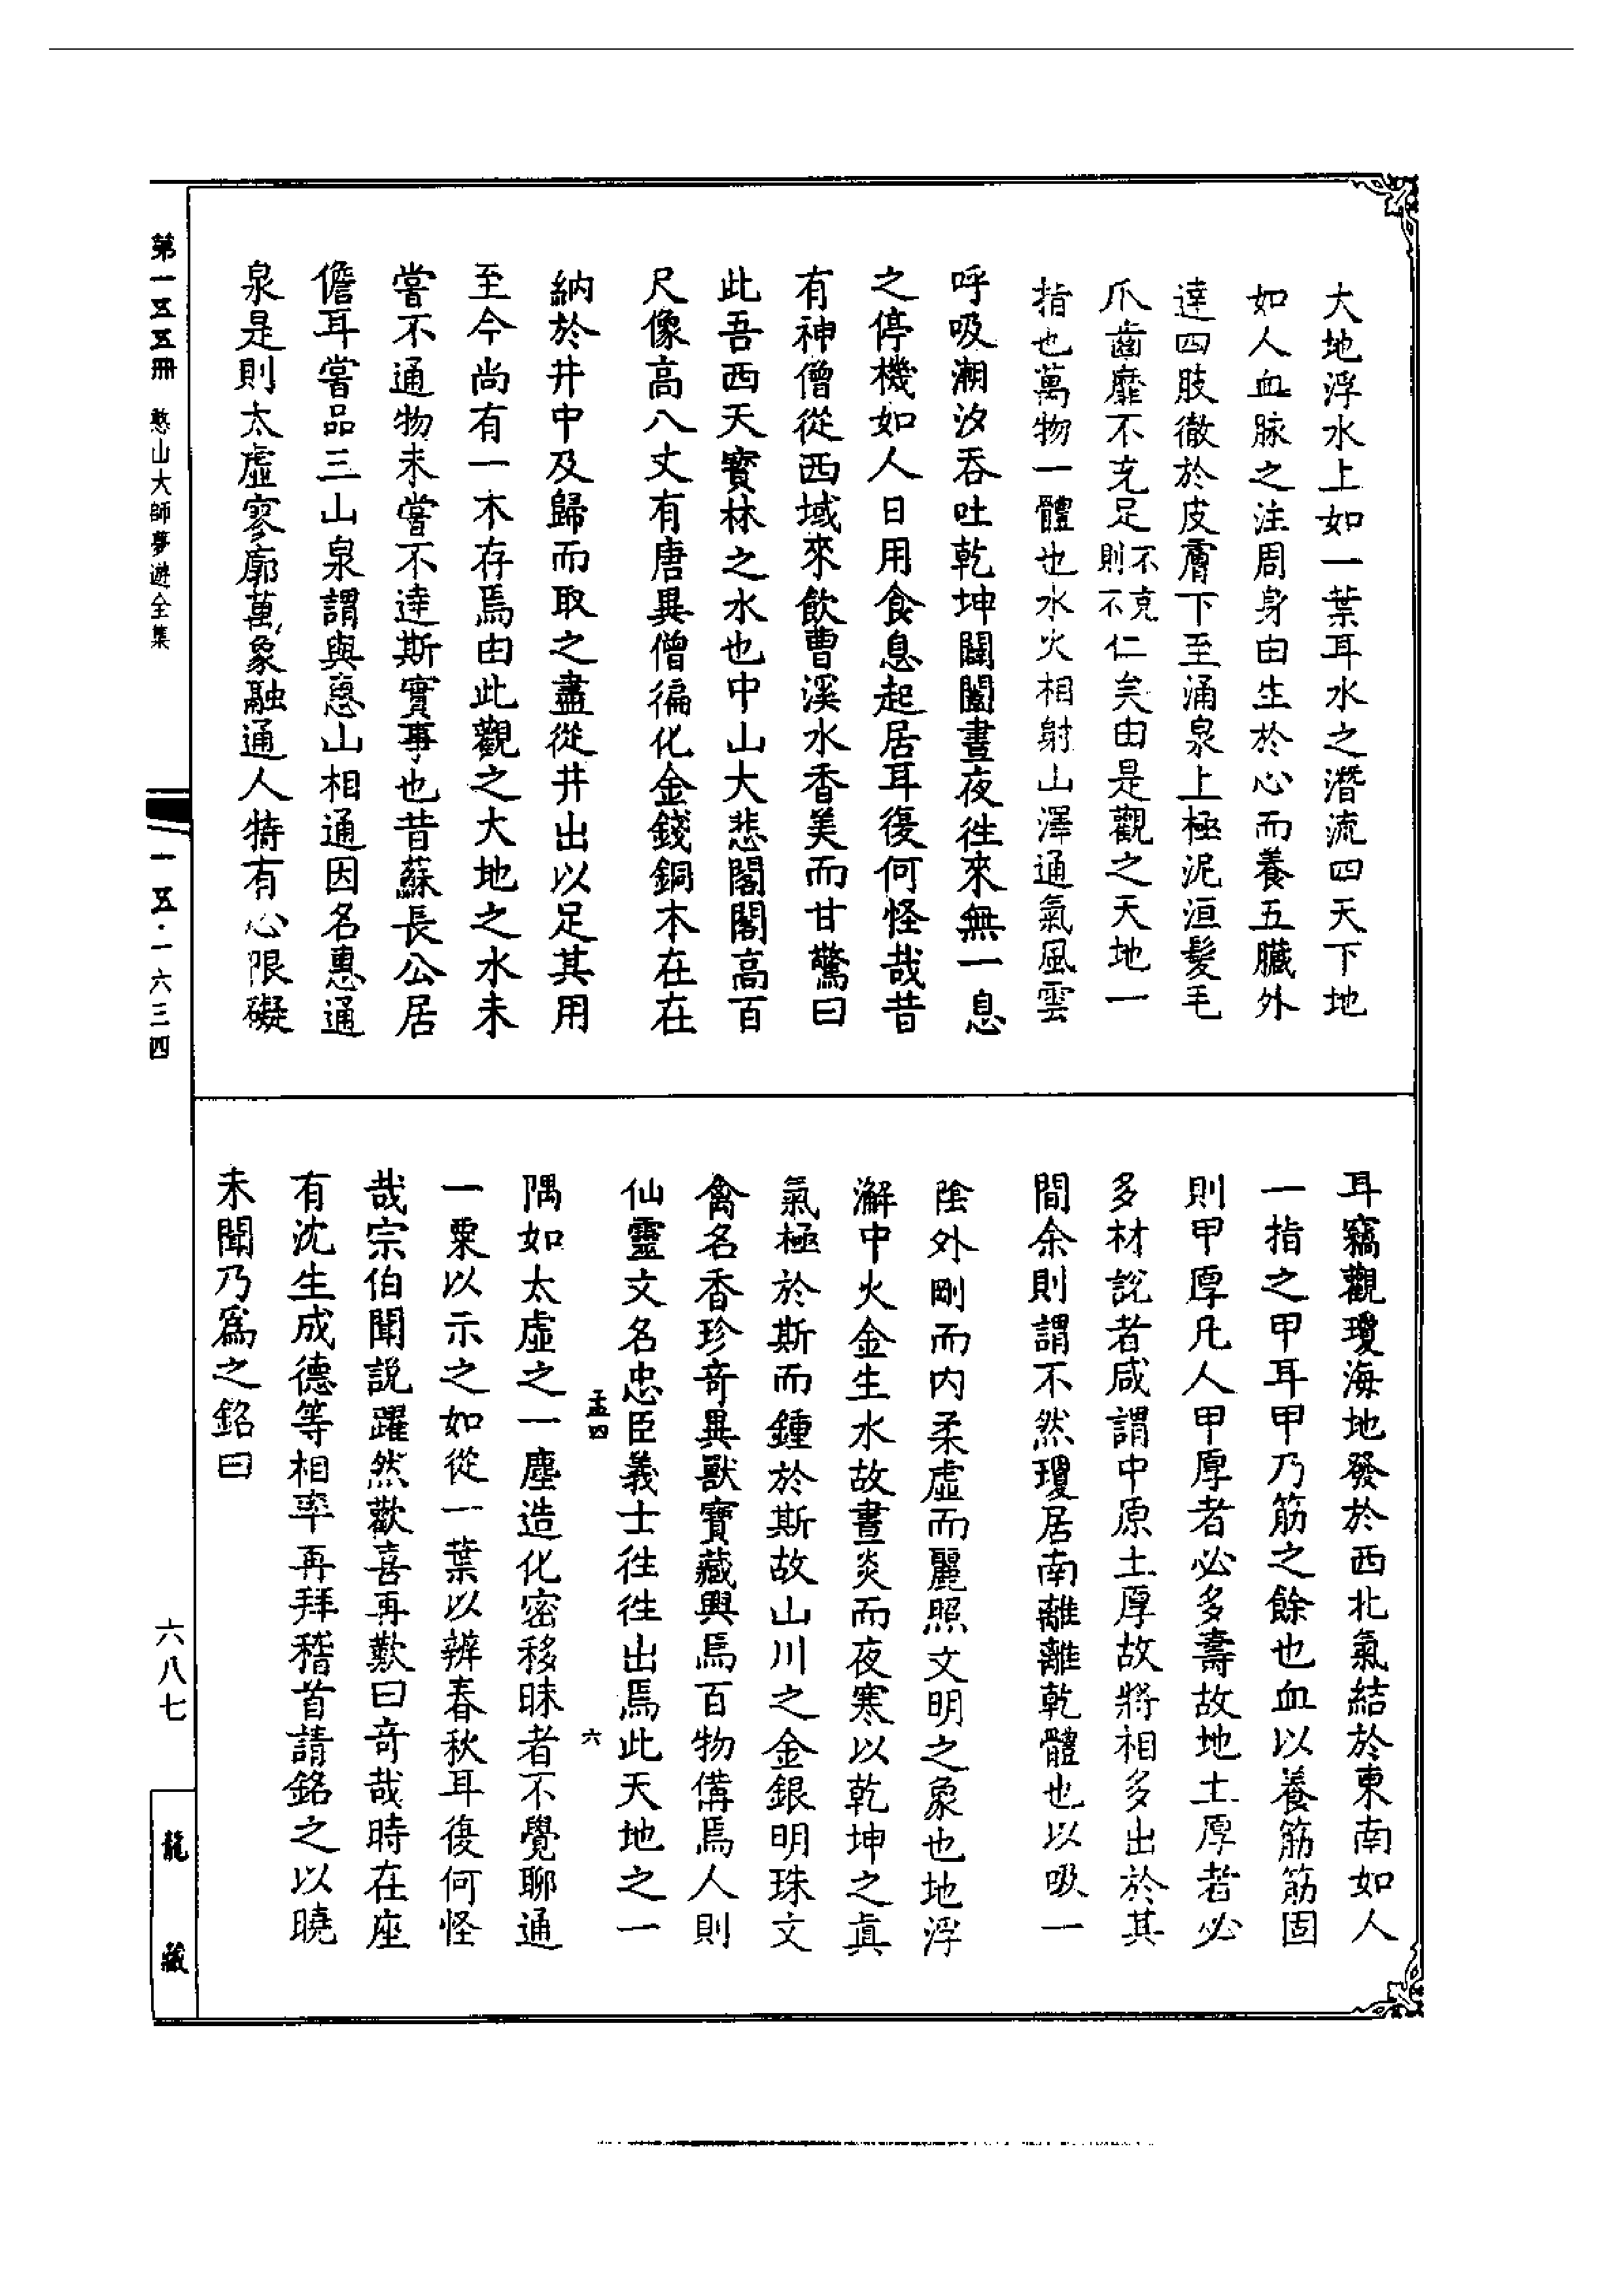 大地浮水上如一葉耳水之潛流四天下地
如人血脉之注周身由生於心而養五臟外
達四肢徹於皮膚下至涌泉上極泥洹髮毛
爪齒靡不充足不克則不仁矣由是觀之天地一
指也萬物一體也水火相射山澤通氣風雲
呼吸潮汐吞吐乾坤闢闔晝夜徃來無一息
之停機如人日用食息起居耳復何怪哉昔
有神僧從西域來飲曹溪水香美而甘驚曰
此吾西天寶林之水也中山大悲閣閣高百
尺像高八丈有唐異僧徧化金錢銅本在在
納於井中及歸而取之盡從井出以足其用
至今尚有一木存焉由此觀之大地之水未
嘗不通物未嘗不達斯實事也昔蘇長公居
儋耳嘗品三山泉謂與惠山相通因名惠通
泉是則太虛寥廓萬象融通人特有心限礙
耳竊觀瓊海地發於西北氣結於東南如人
一指之甲耳甲乃筋之餘也血以養筋筋固
則甲厚凡人甲厚者必多壽故地土厚者必
多材說者咸謂中原土厚故將相多出於其
間余則謂不然瓊居南離離乾體也以吸一
陰外剛而内柔虛而麗照文明之象也地浮
澥中火金生水故晝炎而夜寒以乾坤之真
氣極於斯而鍾於斯故山川之金銀明珠文
禽名香珍奇異獸寶藏興焉百物備焉人則
仙靈文名忠臣義士徃徃出焉此天地之一
孟四 六
隅如太虛之一塵造化密移昧者不覺聊通
一粟以示之如從一葉以辨春秋耳復何怪
哉宗伯聞說躍然歡喜再歎曰奇哉時在座
有沈生成德等相率再拜稽首請銘之以曉
未聞乃爲之銘曰
第一五五冊 憨山大師夢遊全集
一五·一六三四
六八七
龍藏